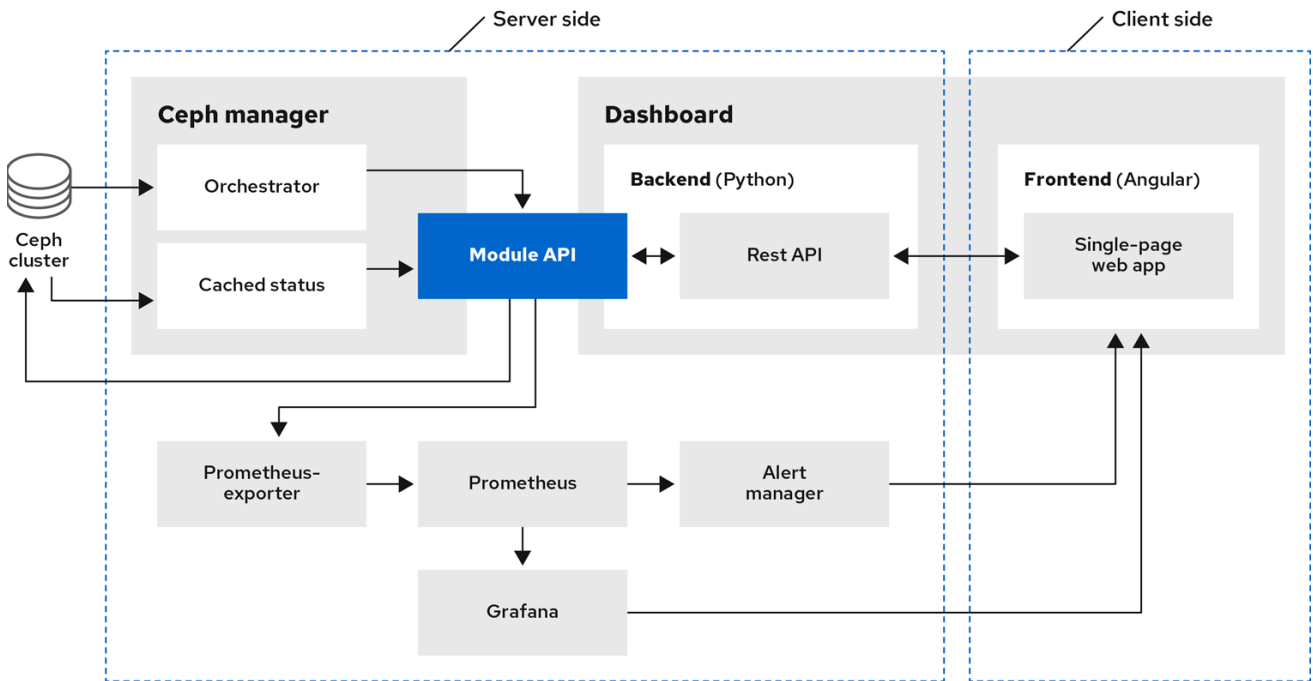 Server side
Client side
Ceph manager
Dashboard
Orchestrator
Backend (Python)
Frontend (Angular)
Ceph
cluster
Cached status
Module API
Rest API
Single-page
web app
Prometheus-
exporter
Prometheus
Alert
manager
Grafana